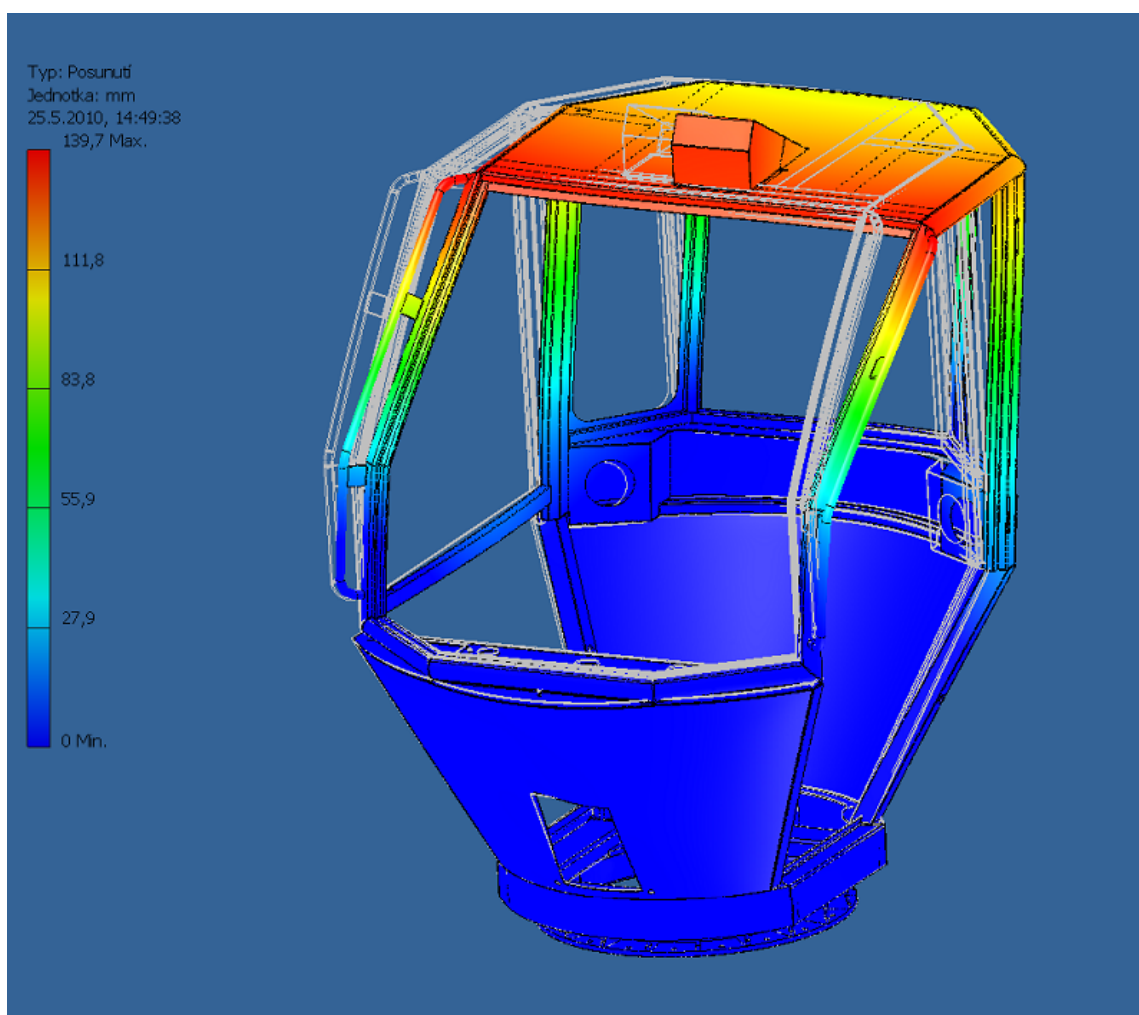 Typ: Posunutí
Jednotka: mm
25.5.2010, 14:49:38
139,7 Max.
111,8
83,8
55,9
27,9
0 Min.